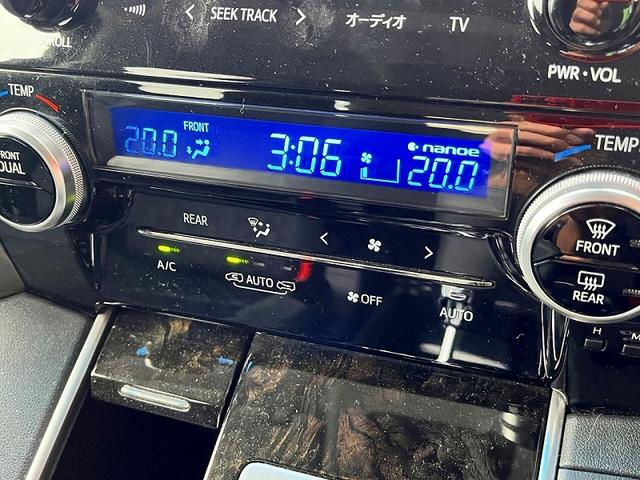 SEEK TRACK
オーディオ
TV
PWR・VOL
TEMP
FRONT
DUAL
20.0
FRONT
3:06
nanoe
20.0
TEMP
FRONT
REAR
REAR
A/C
AUTO
OFF
AUTO
H